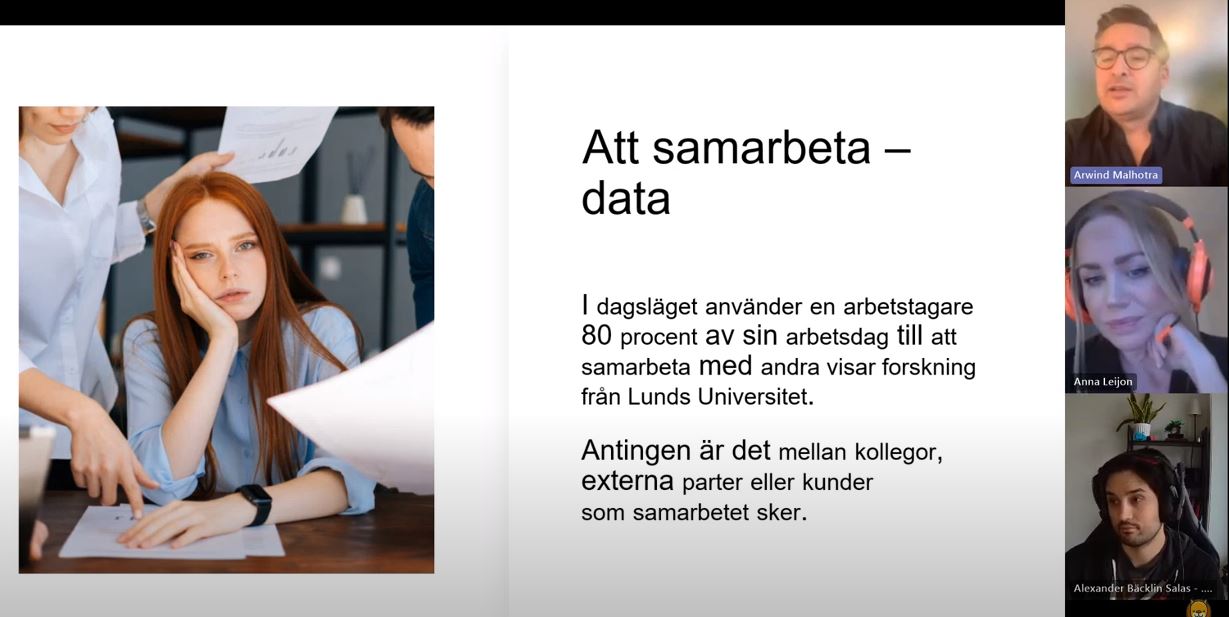 Att samarbeta –
data
I dagsläget använder en arbetstagare
80 procent av sin arbetsdag till att
samarbeta med andra visar forskning
från Lunds Universitet.
Antingen är det mellan kollegor,
externa parter eller kunder
som samarbetet sker.
Arwind Malhotra
Anna Leijon
Alexander Bäcklin Salas - ....